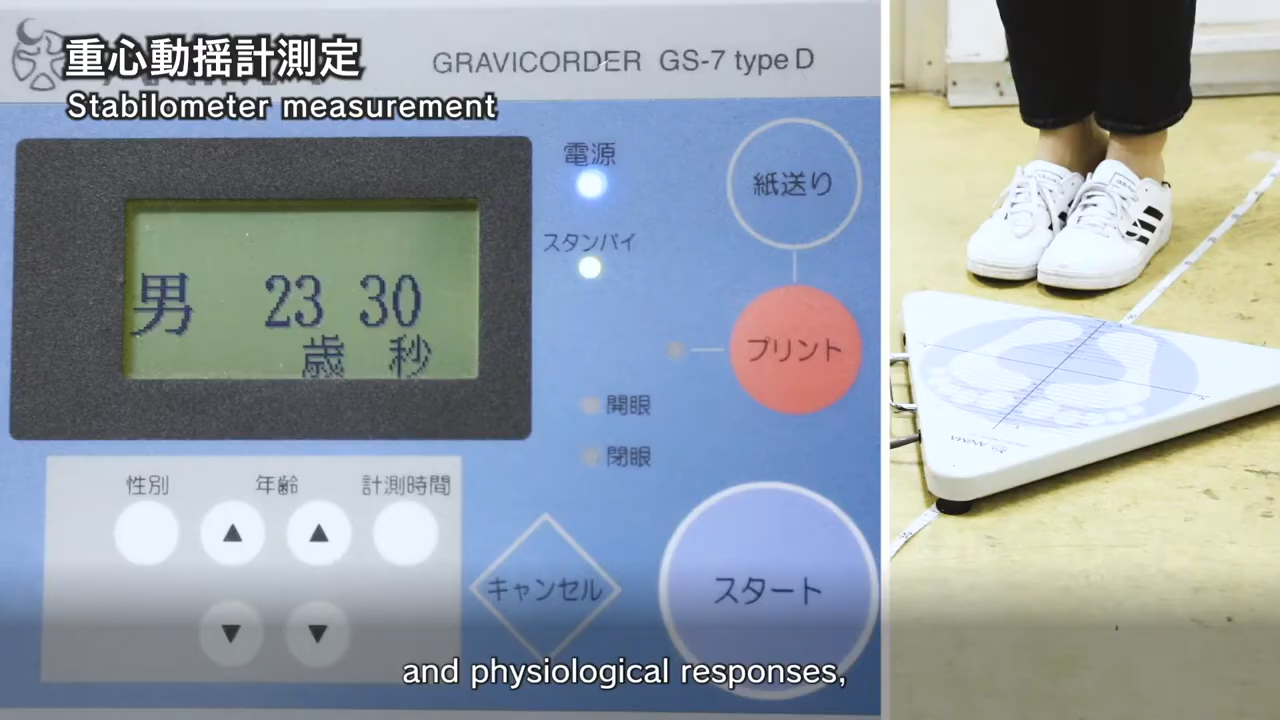 重心動揺計測定
Stabilometer measurement
GRAVICORDER GS-7 type D
電源
スタンバイ
紙送り
プリント
開眼
閉眼
男 23 30
歳 秒
性別 年齢 計測時間
▲ ▲
▼ ▼
キャンセル
スタート
ANIMA
and physiological responses,